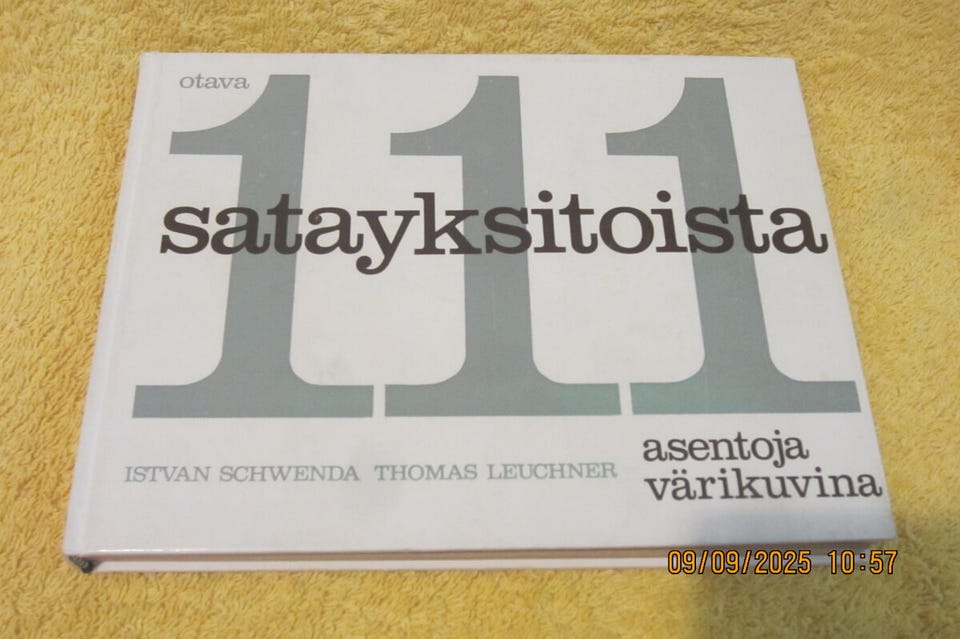 otava
111
satayksitoista
asentoja
värikuvina
ISTVAN SCHWENDA THOMAS LEUCHNER
09/09/2025 10:57